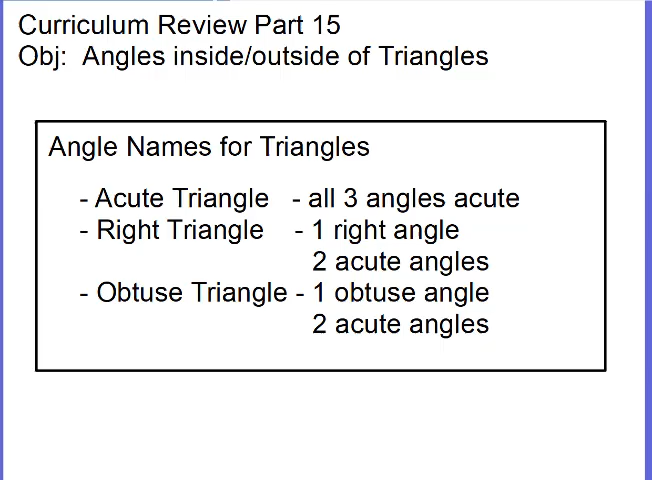 Curriculum Review Part 15
Obj: Angles inside/outside of Triangles
Angle Names for Triangles
- Acute Triangle - all 3 angles acute
- Right Triangle - 1 right angle
2 acute angles
- Obtuse Triangle - 1 obtuse angle
2 acute angles